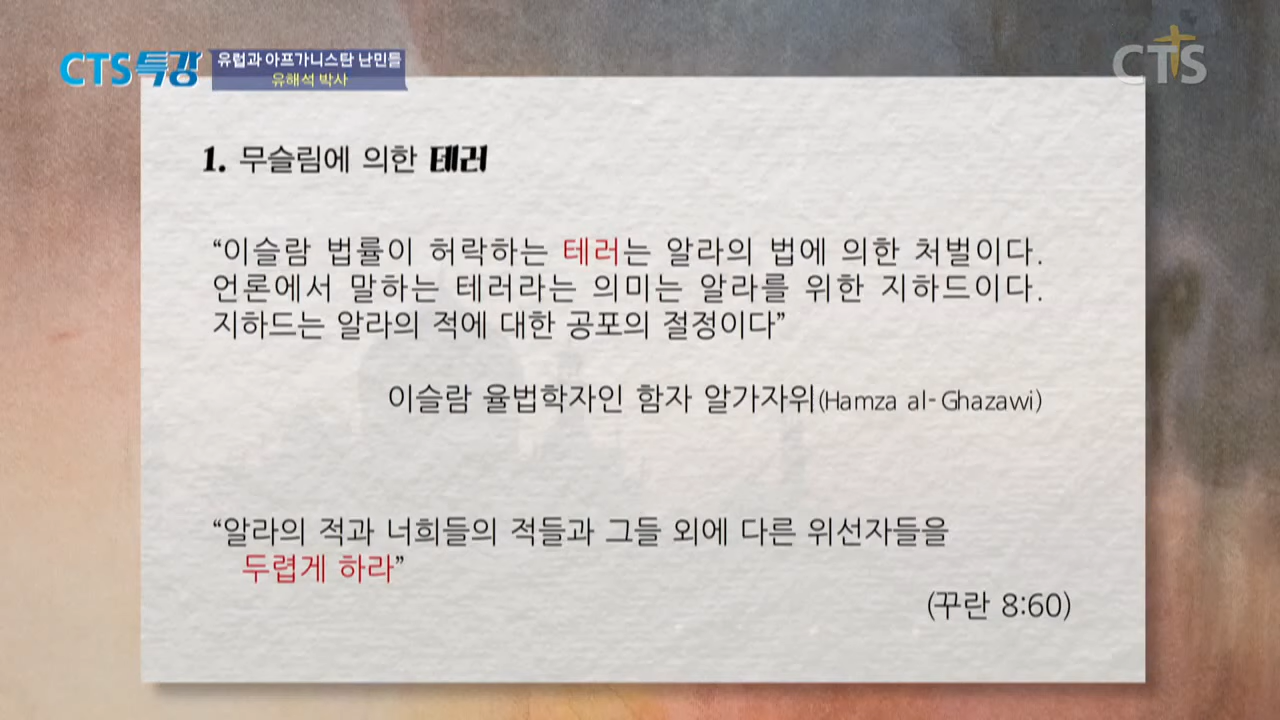 CTS특강
유럽과 아프가니스탄 난민들
유해석 박사
CTS
1. 무슬림에 의한 테러
“이슬람 법률이 허락하는 테러는 알라의 법에 의한 처벌이다.
언론에서 말하는 테러라는 의미는 알라를 위한 지하드이다.
지하드는 알라의 적에 대한 공포의 절정이다”
이슬람 율법학자인 함자 알가자위(Hamza al-Ghazawi)
“알라의 적과 너희들의 적들과 그들 외에 다른 위선자들을
두렵게 하라”
(꾸란 8:60)